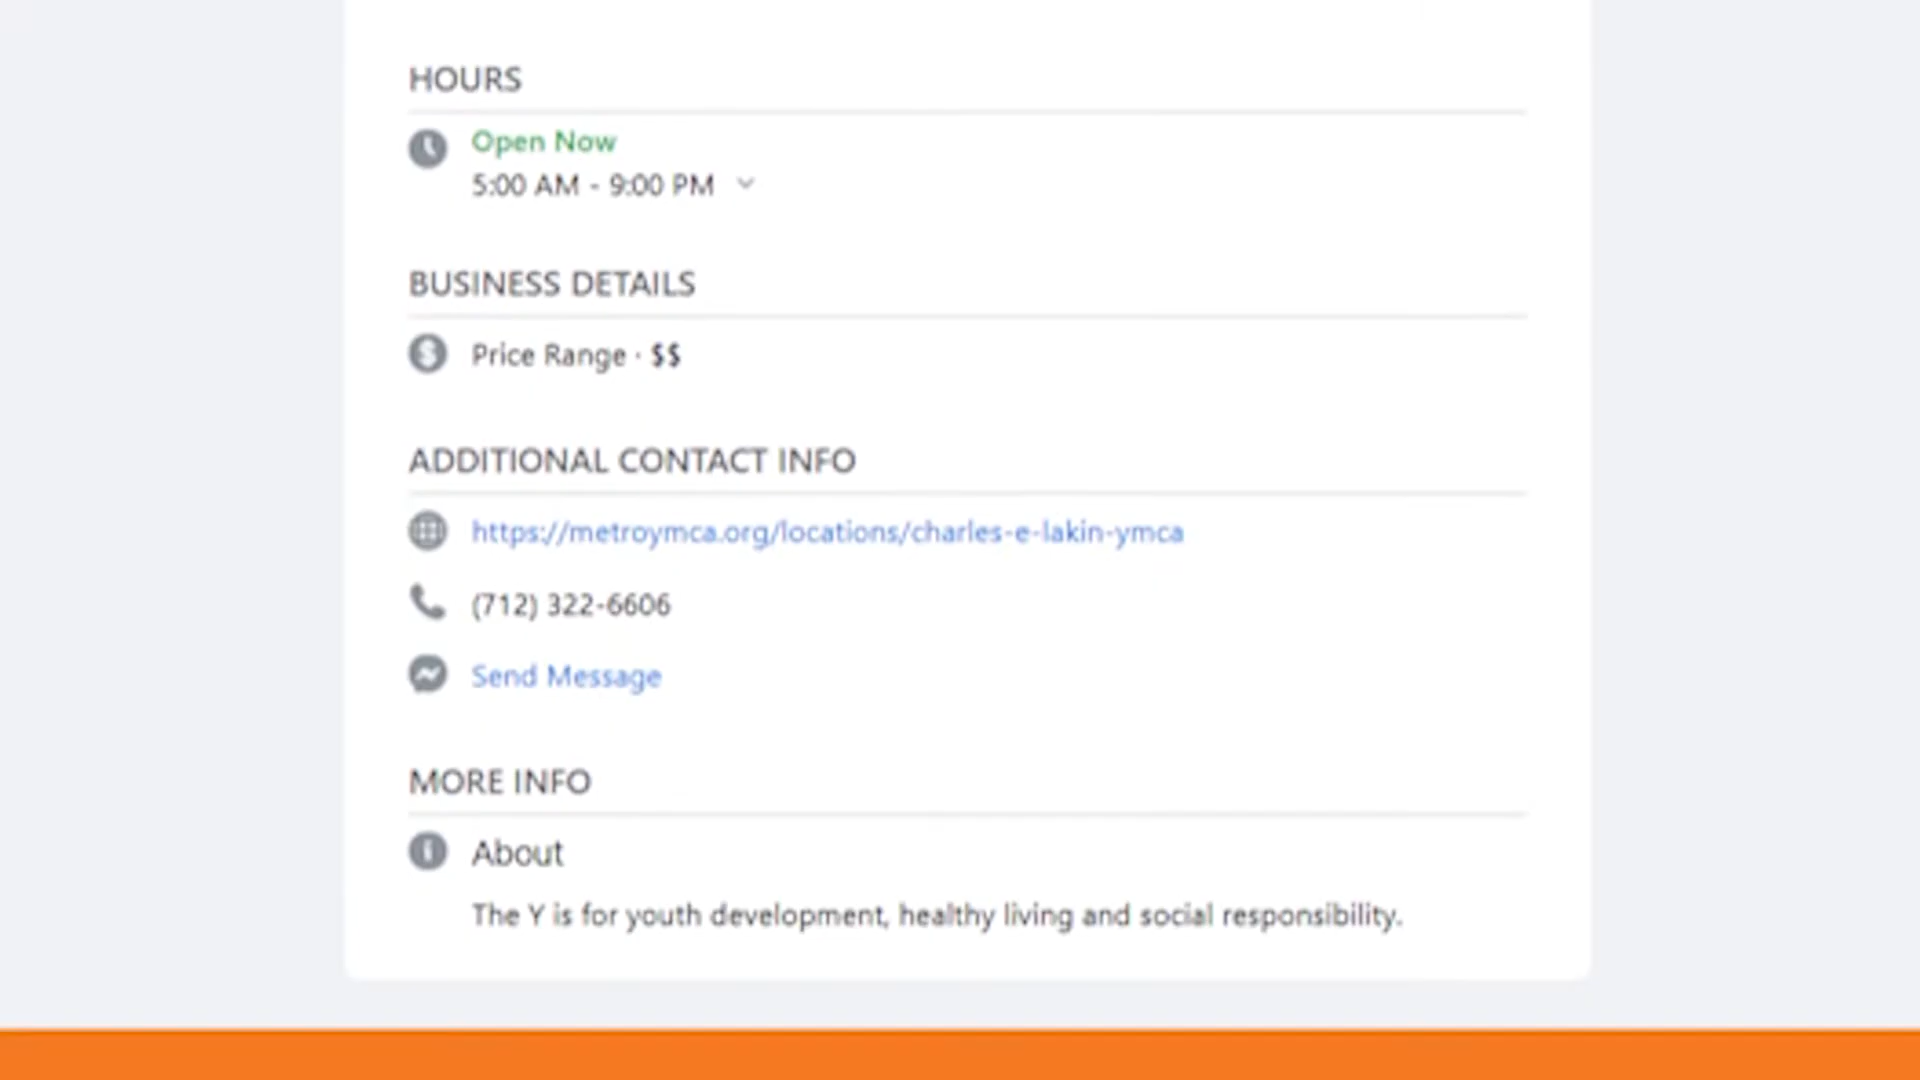 HOURS
Open Now
5:00 AM - 9:00 PM
BUSINESS DETAILS
Price Range · $$
ADDITIONAL CONTACT INFO
https://metroymca.org/locations/charles-e-lakin-ymca
(712) 322-6606
Send Message
MORE INFO
About
The Y is for youth development, healthy living and social responsibility.